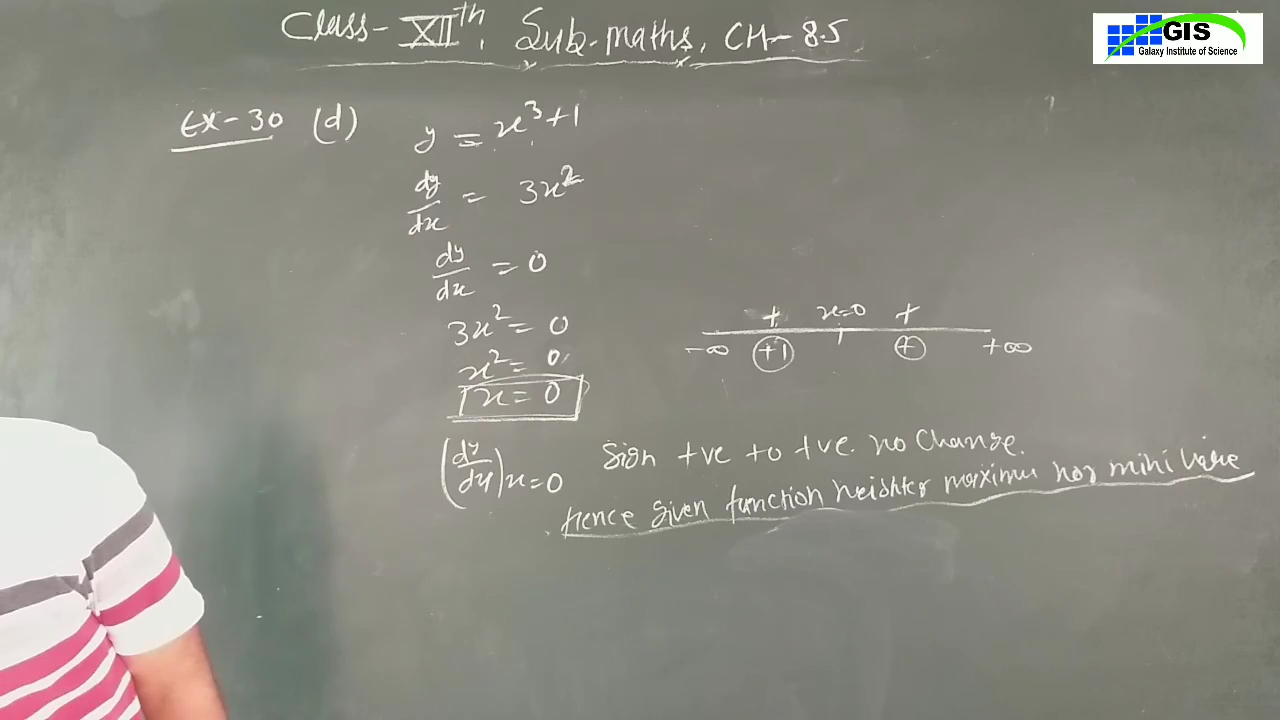 Class-XIIth, Sub-maths, CH-8.5
GIS
Galaxy Institute of Science
Ex-30 (d) y = x³+1
dy/dx = 3x²
dy/dx = 0
3x² = 0
x² = 0
x = 0
+ x=0 +
-∞ +1 + +∞
(dy/dx)x=0 Sign +ve to +ve no Change.
hence given function neighter maximu nor mini